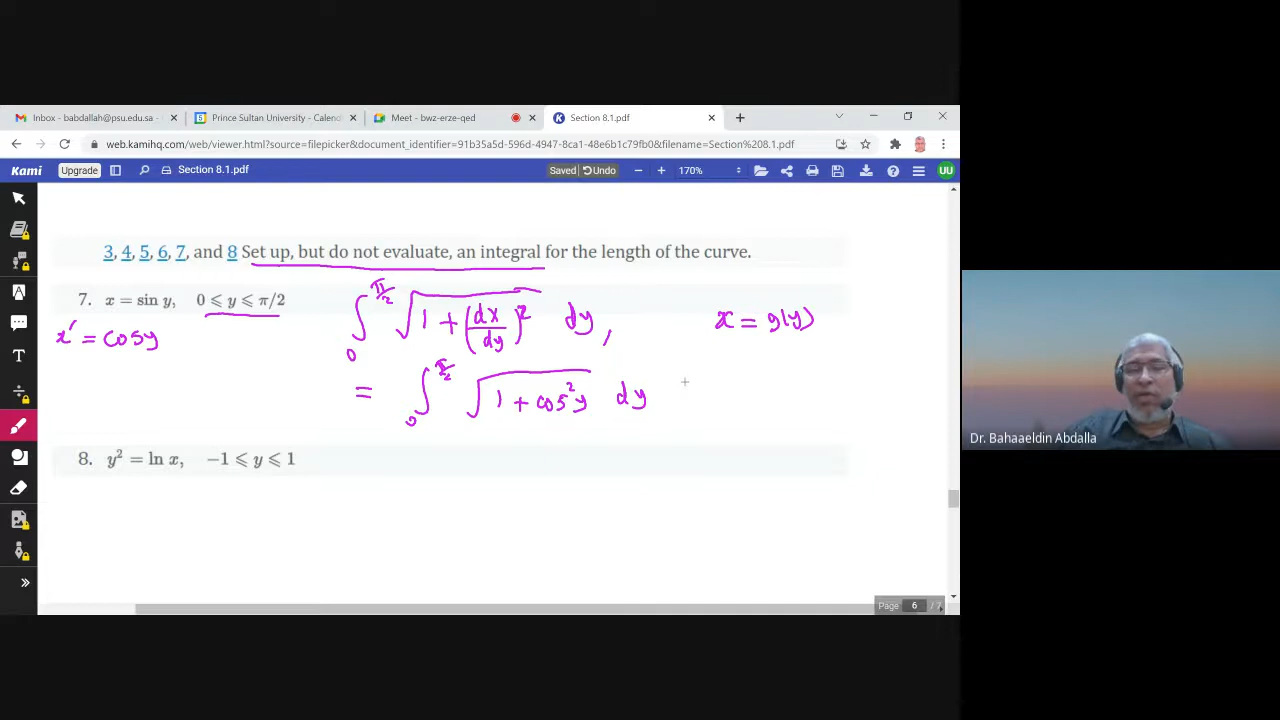 Inbox - babdallah@psu.edu.sa -
Prince Sultan University - Calend
Meet - bwz-erze-qed
Section 8.1.pdf
web.kamihq.com/web/viewer.html?source=filepicker&document_identifier=91b35a5d-596d-4947-8ca1-48e6b1c79fb0&filename=Section%208.1.pdf
Kami Upgrade Section 8.1.pdf Saved Undo 170% UU
3, 4, 5, 6, 7, and 8 Set up, but do not evaluate, an integral for the length of the curve.
7. x = sin y, 0 ⩽ y ⩽ π/2
∫₀^(π/2) √(1 + (dx/dy)²) dy, x = g(y)
x' = cosy
= ∫₀^(π/2) √(1 + cos²y) dy
Dr. Bahaaeldin Abdalla
8. y² = ln x, −1 ⩽ y ⩽ 1
Page 6 / 7